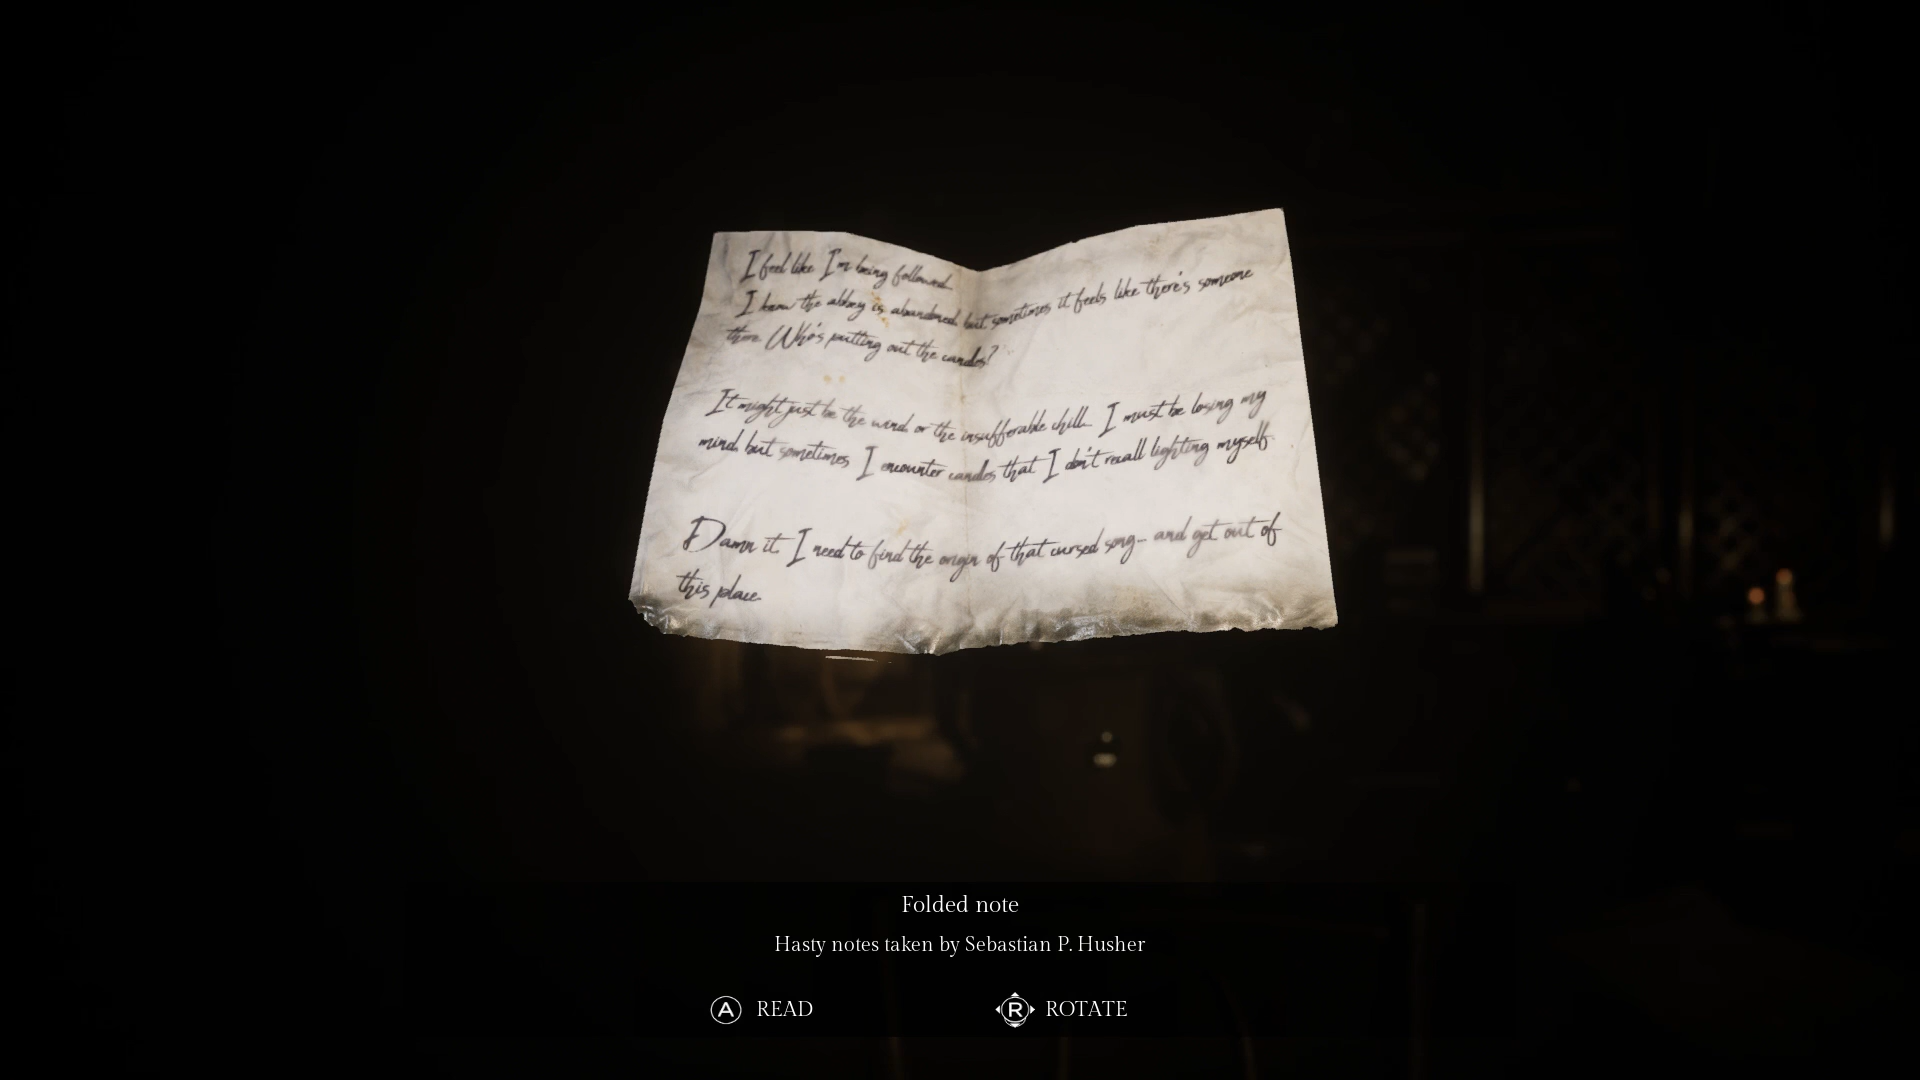 I feel like I'm being followed.
I know the abbey is abandoned, but sometimes it feels like there's someone
there. Who's putting out the candles?
It might just be the wind, or the insufferable chill... I must be losing my
mind, but sometimes, I encounter candles that I don't recall lighting myself.
Damn it, I need to find the origin of that cursed song... and get out of
this place.
Folded note
Hasty notes taken by Sebastian P. Husher
A READ
R ROTATE